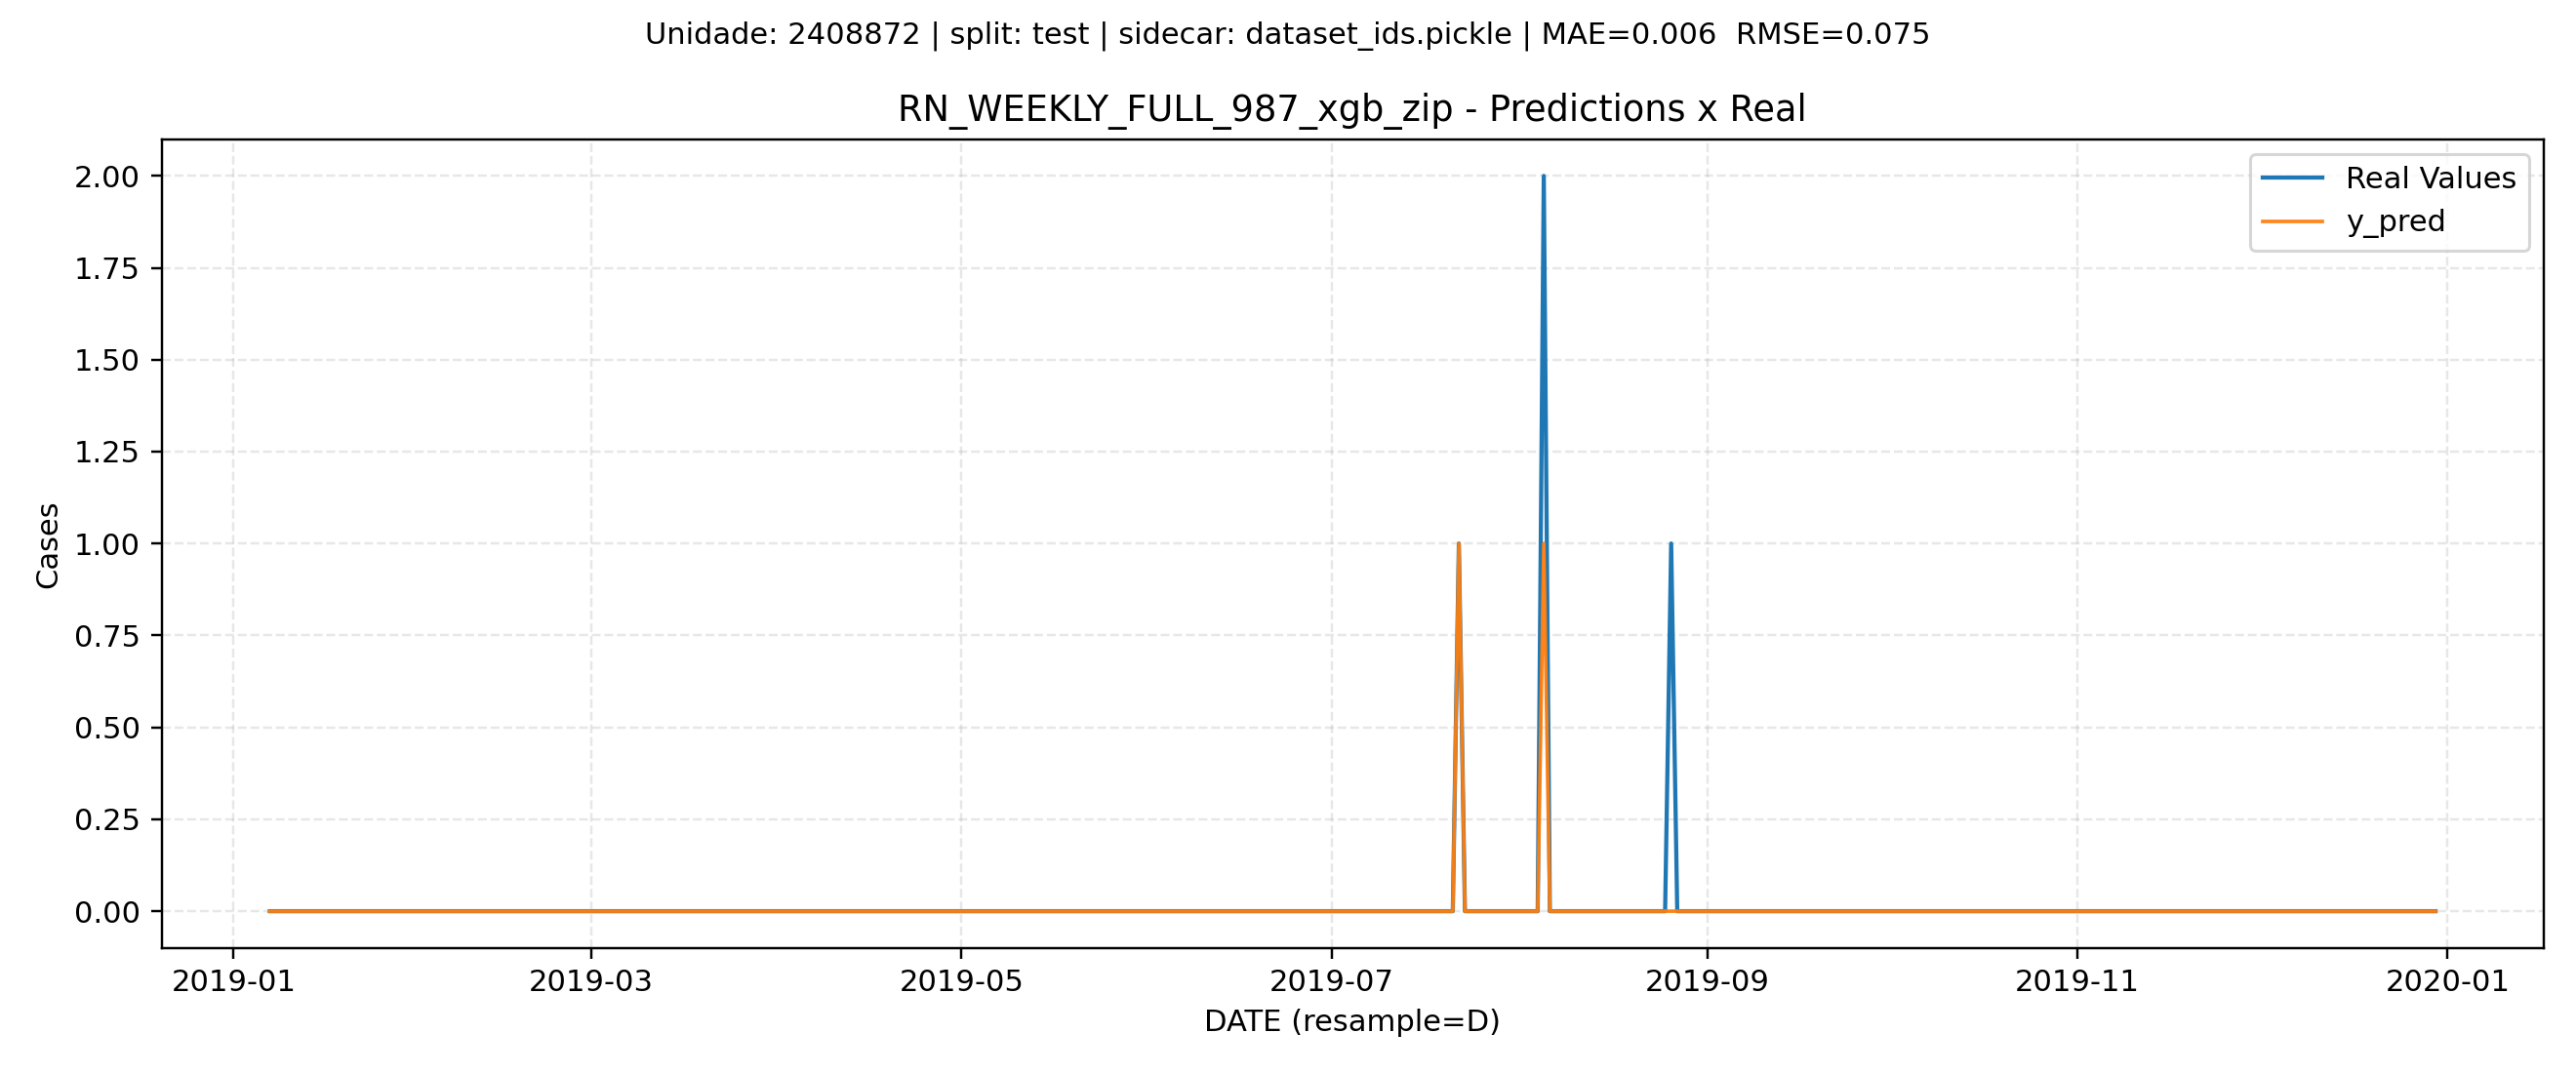 Unidade: 2408872 | split: test | sidecar: dataset_ids.pickle | MAE=0.006  RMSE=0.075
RN_WEEKLY_FULL_987_xgb_zip - Predictions x Real
Real Values
y_pred
2.00
1.75
1.50
1.25
1.00
0.75
0.50
0.25
0.00
Cases
2019-01
2019-03
2019-05
2019-07
2019-09
2019-11
2020-01
DATE (resample=D)